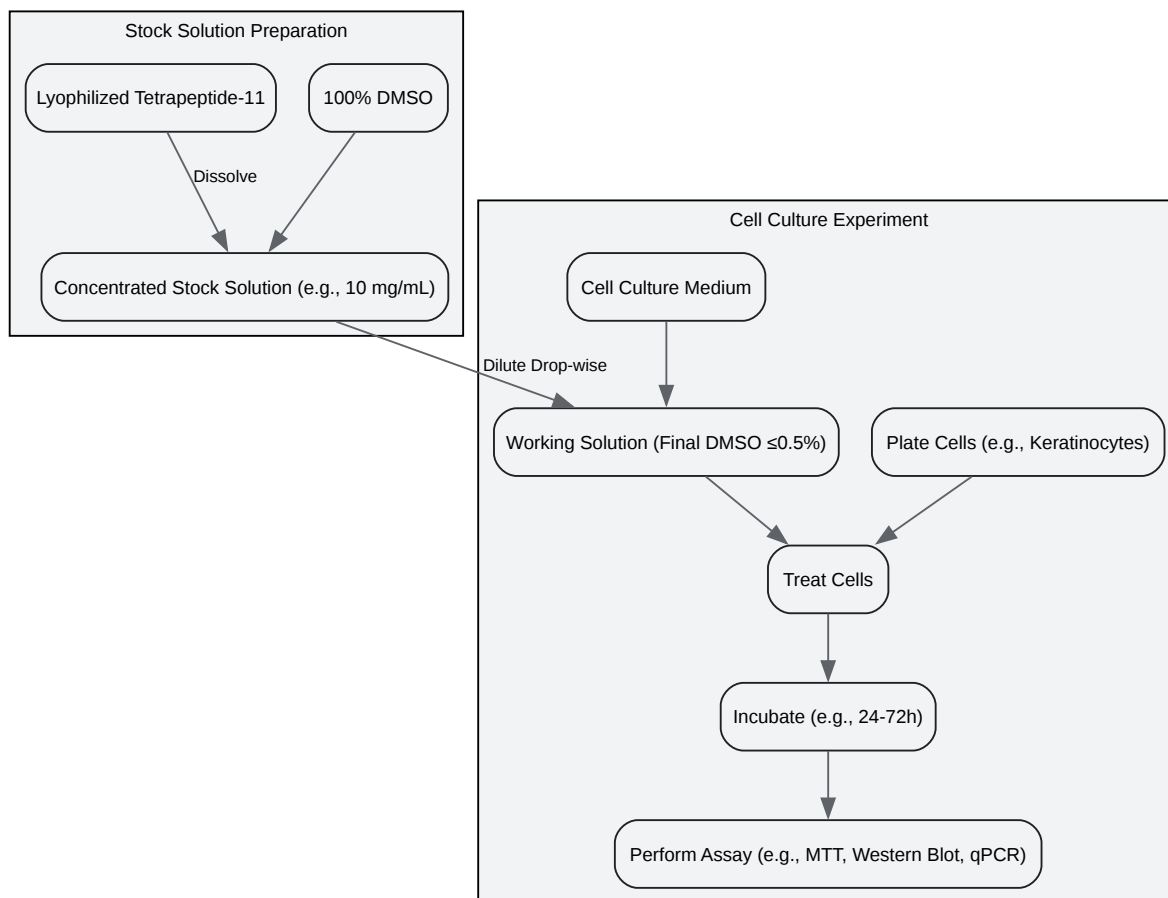 Stock Solution Preparation
Lyophilized Tetrapeptide-11
100% DMSO
Dissolve
Concentrated Stock Solution (e.g., 10 mg/mL)
Cell Culture Experiment
Cell Culture Medium
Dilute Drop-wise
Working Solution (Final DMSO ≤0.5%)
Plate Cells (e.g., Keratinocytes)
Treat Cells
Incubate (e.g., 24-72h)
Perform Assay (e.g., MTT, Western Blot, qPCR)